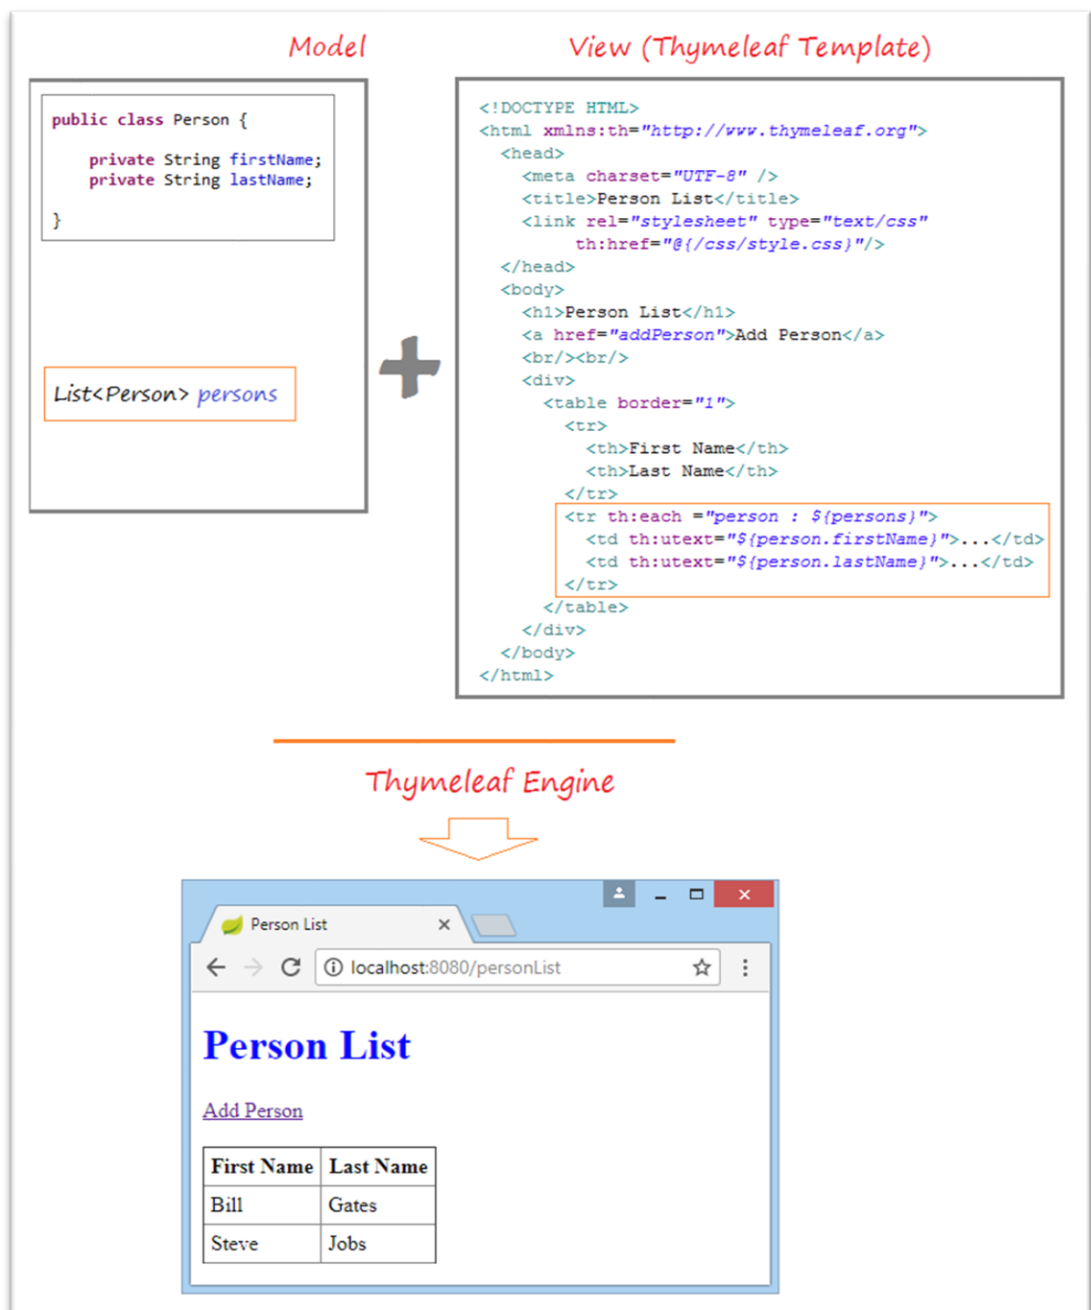 Model
View (Thymeleaf Template)
public class Person {
private String firstName;
private String lastName;
}
List<Person> persons
<!DOCTYPE HTML>
<html xmlns:th="http://www.thymeleaf.org">
<head>
<meta charset="UTF-8" />
<title>Person List</title>
<link rel="stylesheet" type="text/css"
th:href="@{/css/style.css}"/>
</head>
<body>
<h1>Person List</h1>
<a href="addPerson">Add Person</a>
<br/><br/>
<div>
<table border="1">
<tr>
<th>First Name</th>
<th>Last Name</th>
</tr>
<tr th:each ="person : ${persons}">
<td th:utext="${person.firstName}">...</td>
<td th:utext="${person.lastName}">...</td>
</tr>
</table>
</div>
</body>
</html>
Thymeleaf Engine
Person List
localhost:8080/personList
Person List
Add Person
First Name Last Name
Bill Gates
Steve Jobs